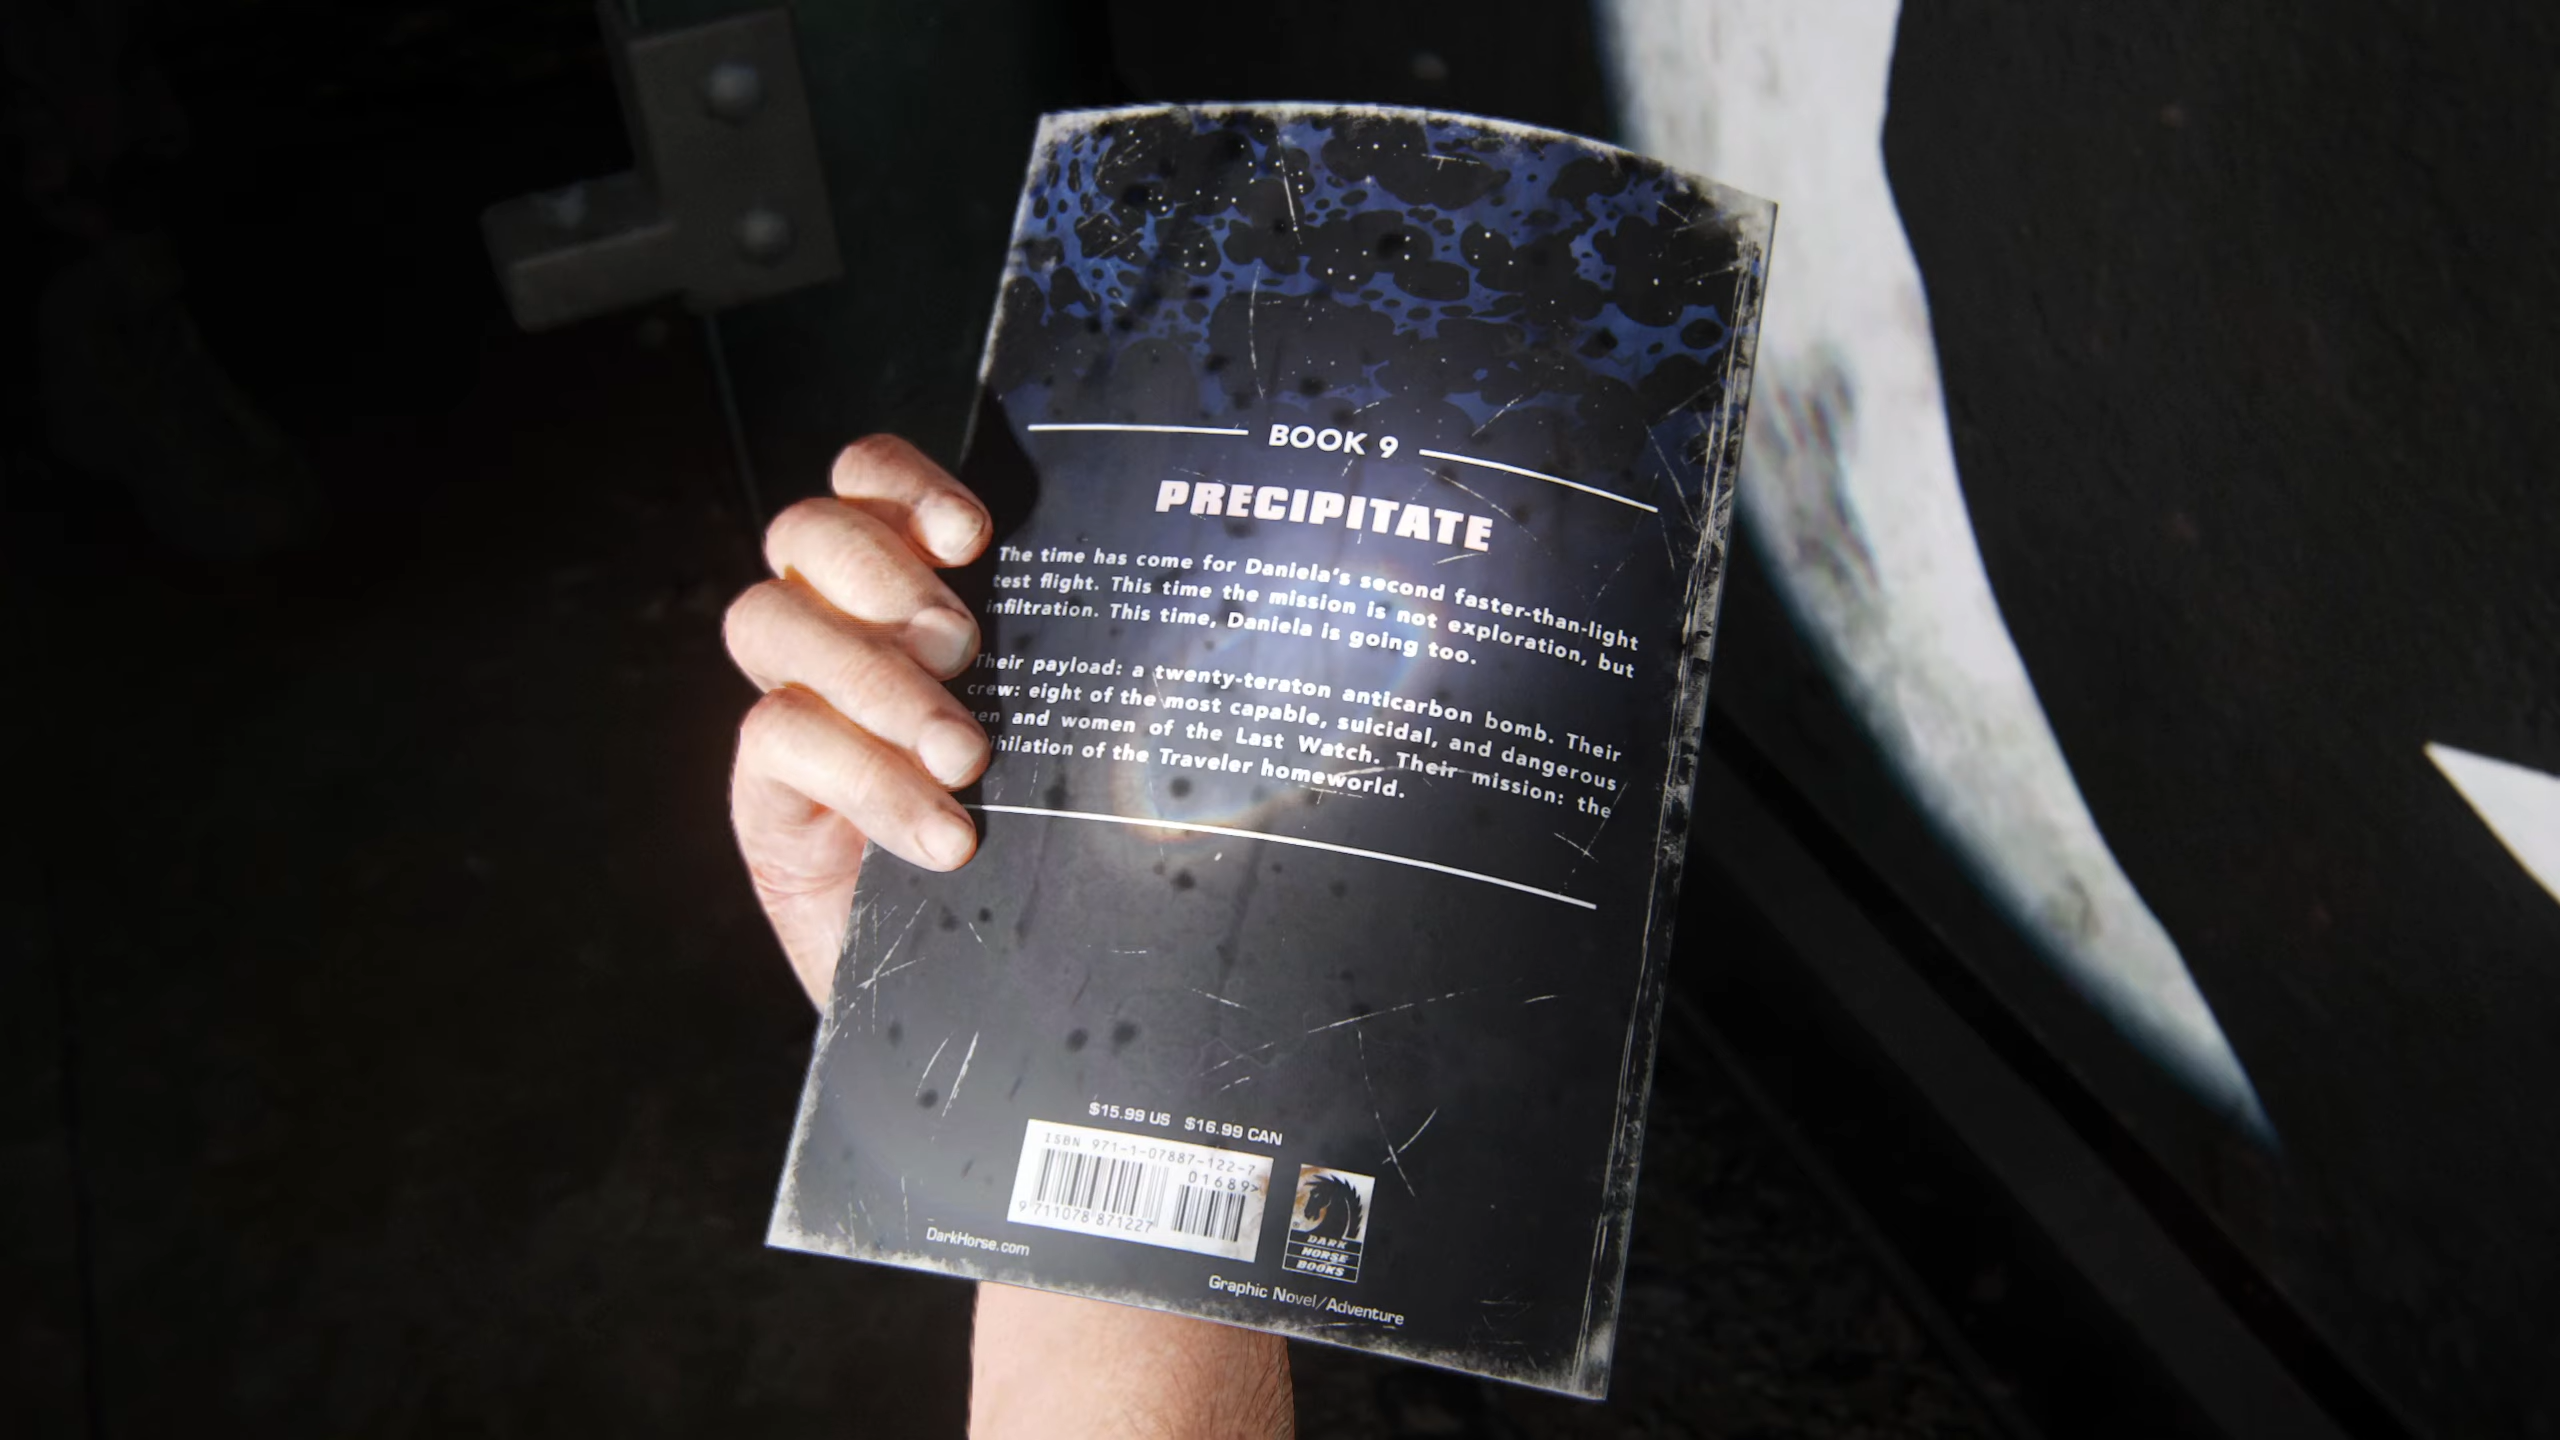 BOOK 9
PRECIPITATE
The time has come for Daniela's second faster-than-light
test flight. This time the mission is not exploration, but
infiltration. This time, Daniela is going too.
Their payload: a twenty-teraton anticarbon bomb. Their
crew: eight of the most capable, suicidal, and dangerous
and women of the Last Watch. Their mission: the
of the Traveler homeworld.
$15.99 US $16.99 CAN
ISBN 971-1-07887-122-7
01689>
9 711078 871227
DarkHorse.com
DARK
HORSE
BOOKS
Graphic Novel/Adventure